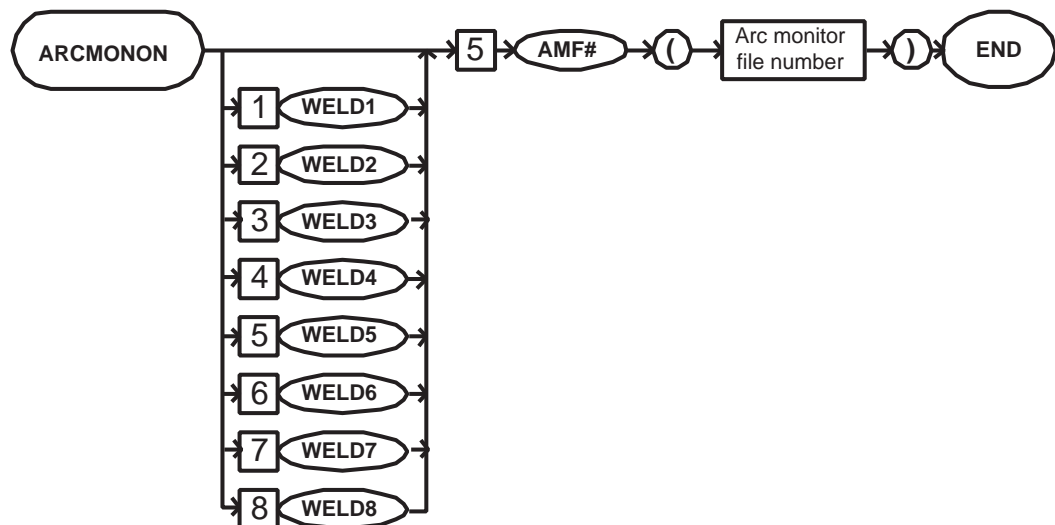 ARCMONON
5 AMF# ( Arc monitor file number ) END
1 WELD1
2 WELD2
3 WELD3
4 WELD4
5 WELD5
6 WELD6
7 WELD7
8 WELD8